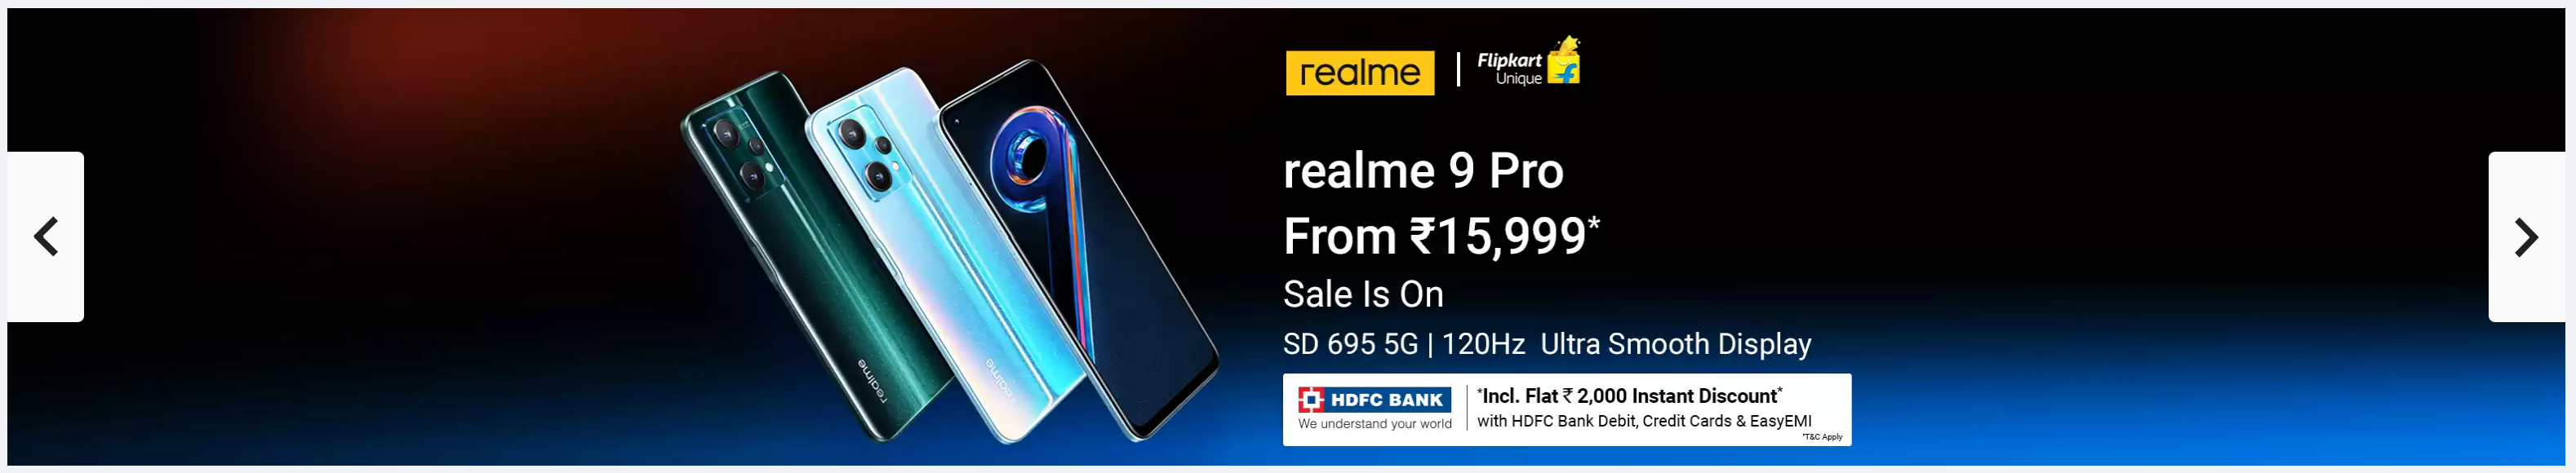 realme | Flipkart
Unique
realme 9 Pro
From ₹15,999*
Sale Is On
SD 695 5G | 120Hz Ultra Smooth Display
HDFC BANK
We understand your world
*Incl. Flat ₹ 2,000 Instant Discount*
with HDFC Bank Debit, Credit Cards & EasyEMI
*T&C Apply
realme
realme